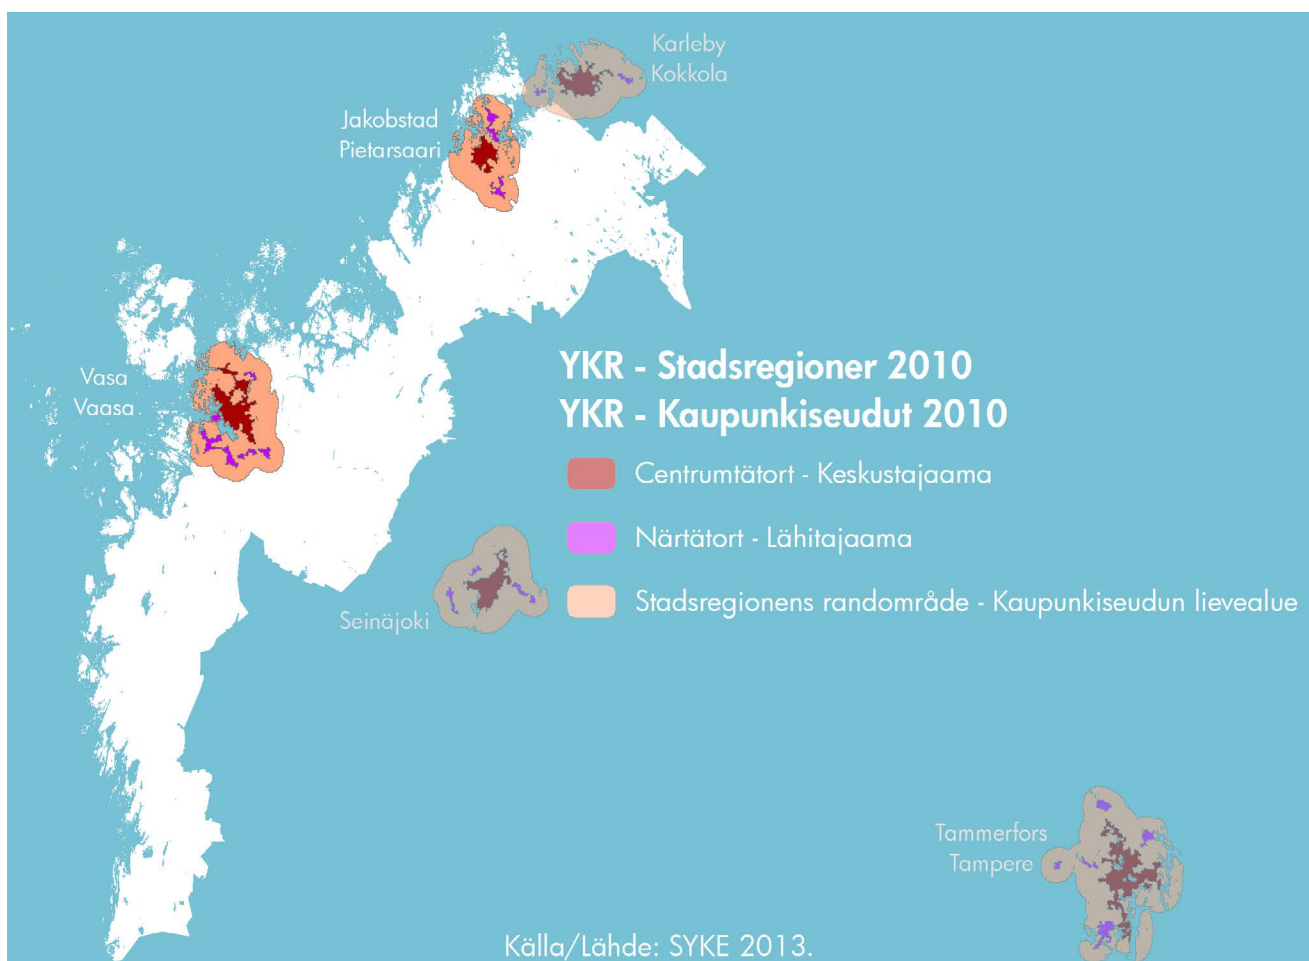 Karleby
Kokkola
Jakobstad
Pietarsaari
Vasa
Vaasa
YKR - Stadsregioner 2010
YKR - Kaupunkiseudut 2010
Centrumtätort - Keskustajaama
Närtätort - Lähitajaama
Stadsregionens randområde - Kaupunkiseudun lievealue
Seinäjoki
Tammerfors
Tampere
Källa/Lähde: SYKE 2013.